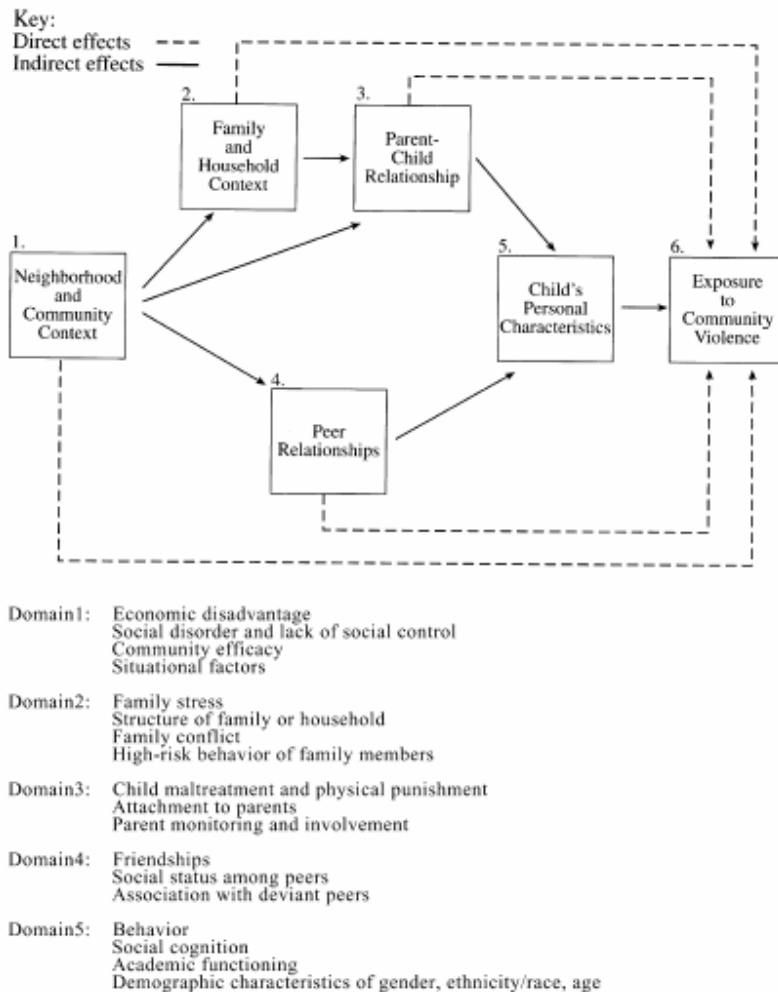 Key:
Direct effects
Indirect effects
2.
Family
and
Household
Context
3.
Parent-
Child
Relationship
1.
Neighborhood
and
Community
Context
5.
Child's
Personal
Characteristics
6.
Exposure
to
Community
Violence
4.
Peer
Relationships
Domain1: Economic disadvantage
Social disorder and lack of social control
Community efficacy
Situational factors
Domain2: Family stress
Structure of family or household
Family conflict
High-risk behavior of family members
Domain3: Child maltreatment and physical punishment
Attachment to parents
Parent monitoring and involvement
Domain4: Friendships
Social status among peers
Association with deviant peers
Domain5: Behavior
Social cognition
Academic functioning
Demographic characteristics of gender, ethnicity/race, age